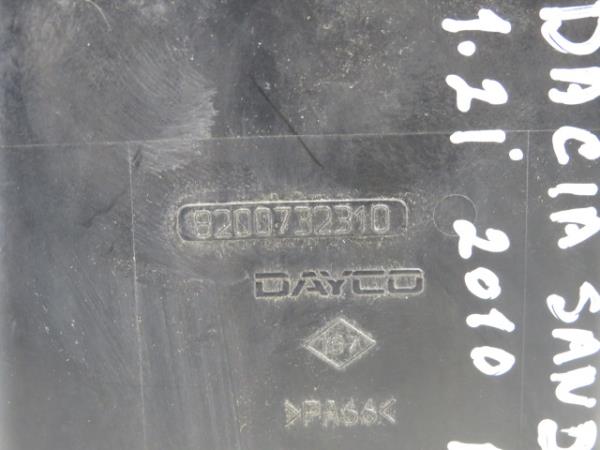 8200732310
DAYCO
>PA66<
DACIA SAND
1.2i 2010